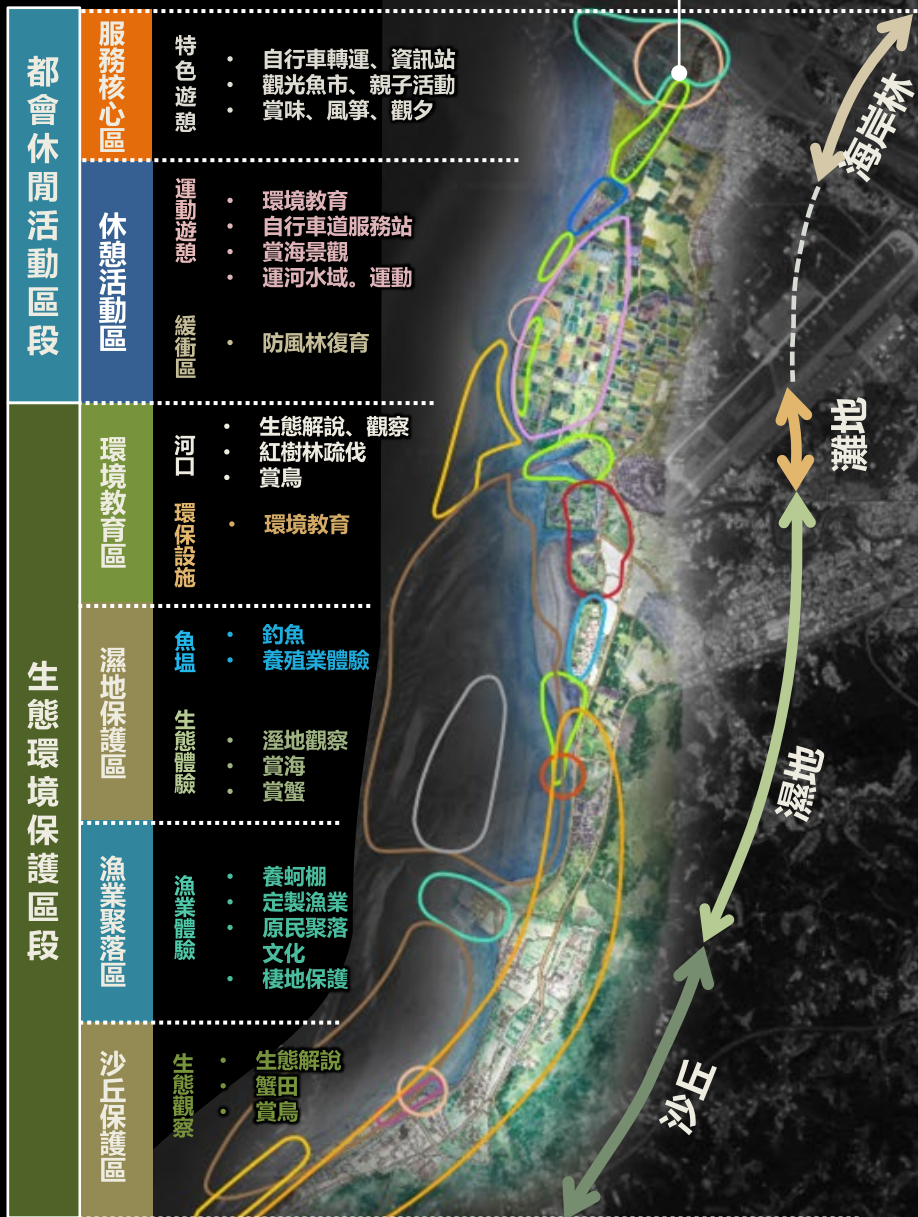 都會休閒活動區段
服務核心區
特色遊憩
· 自行車轉運、資訊站
· 觀光魚市、親子活動
· 賞味、風箏、觀夕
休憩活動區
運動遊憩
· 環境教育
· 自行車道服務站
· 賞海景觀
· 運河水域。運動
緩衝區
· 防風林復育
生態環境保護區段
環境教育區
河口
· 生態解說、觀察
· 紅樹林疏伐
· 賞鳥
環保設施
· 環境教育
濕地保護區
魚塭
· 釣魚
· 養殖業體驗
生態體驗
· 溼地觀察
· 賞海
· 賞蟹
漁業聚落區
漁業體驗
· 養蚵棚
· 定製漁業
· 原民聚落
文化
· 棲地保護
沙丘保護區
生態觀察
· 生態解說
· 蟹田
· 賞鳥
海岸林
灘地
濕地
沙丘